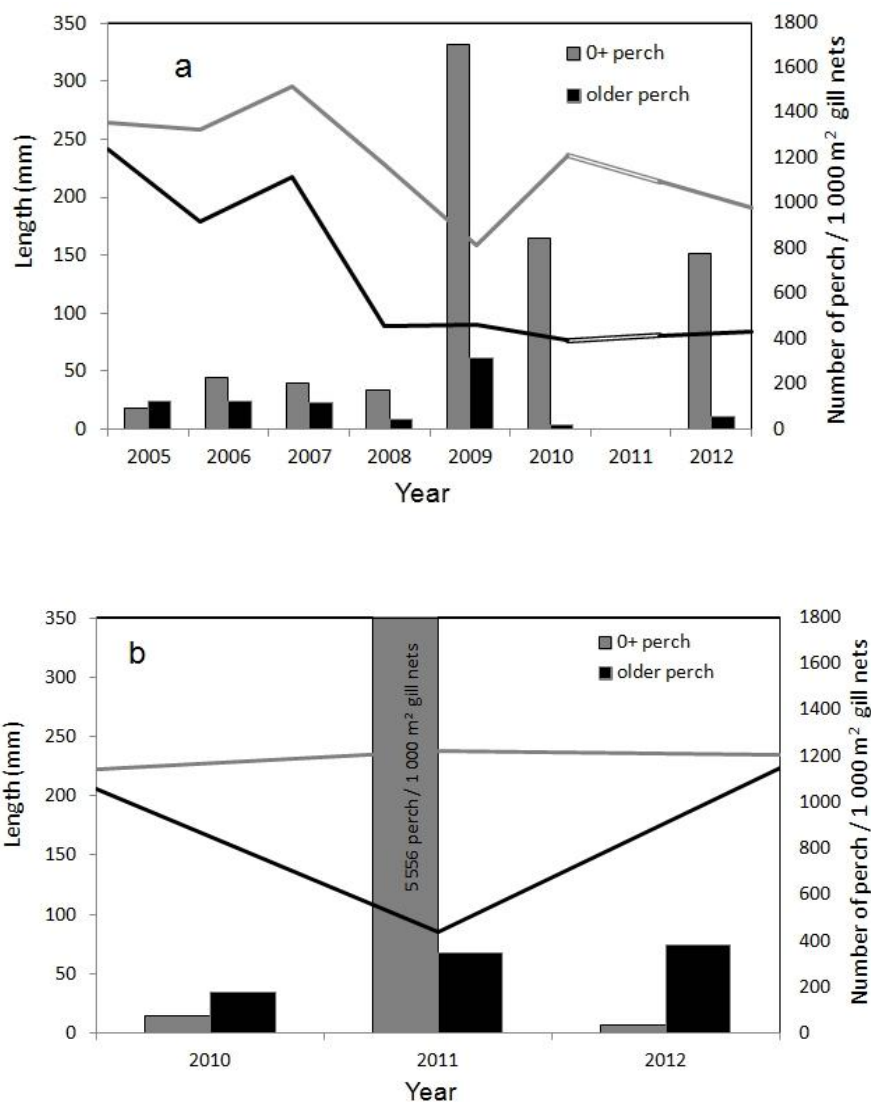 a
0+ perch
older perch
350
300
250
200
150
100
50
0
Length (mm)
1800
1600
1400
1200
1000
800
600
400
200
0
Number of perch / 1 000 m² gill nets
2005 2006 2007 2008 2009 2010 2011 2012
Year
b
0+ perch
older perch
350
300
250
200
150
100
50
0
Length (mm)
5 556 perch / 1 000 m² gill nets
1800
1600
1400
1200
1000
800
600
400
200
0
Number of perch / 1 000 m² gill nets
2010 2011 2012
Year